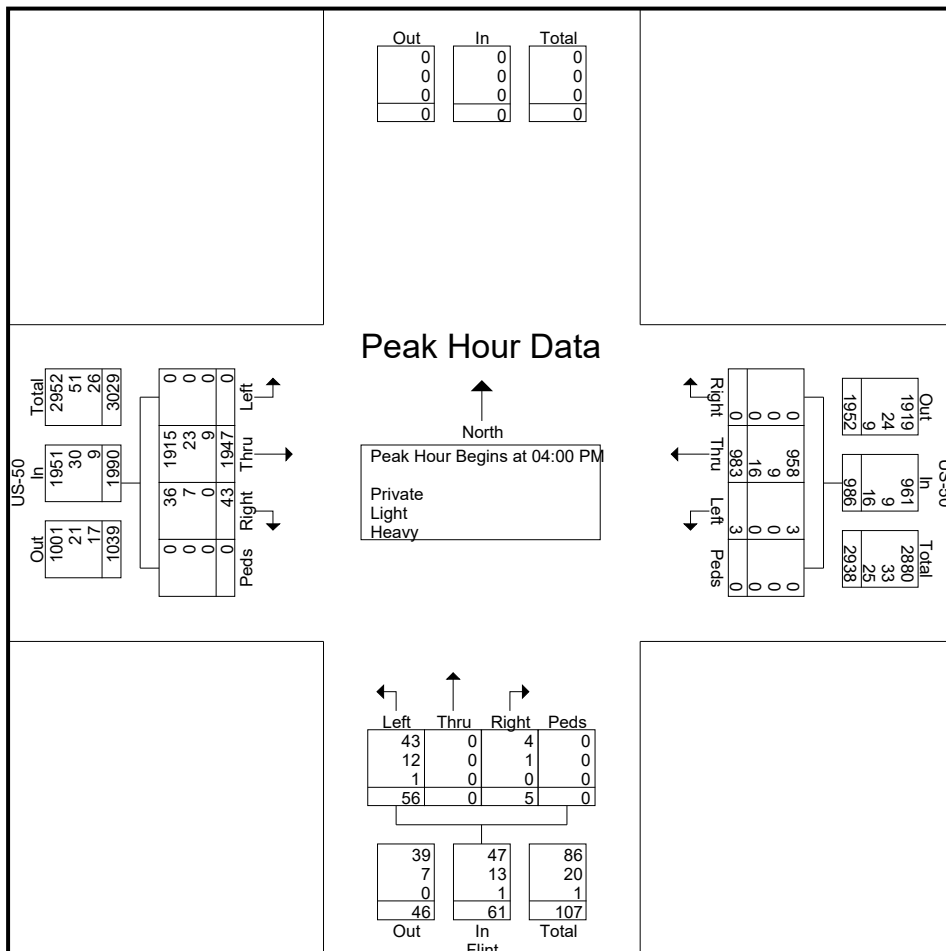 Out In Total
0 0 0
0 0 0
0 0 0
0 0 0
Peak Hour Data
North
Peak Hour Begins at 04:00 PM
Private
Light
Heavy
US-50
Out In Total
1001 1951 2952
21 30 51
17 9 26
1039 1990 3029
Peds Right Thru Left
0 36 1915 0
0 7 23 0
0 0 9 0
0 43 1947 0
Right Thru Left Peds
0 958 3 0
0 9 0 0
0 16 0 0
0 983 3 0
US-50
Out In Total
1919 961 2880
24 9 33
9 16 25
1952 986 2938
Left Thru Right Peds
43 0 4 0
12 0 1 0
1 0 0 0
56 0 5 0
39 47 86
7 13 20
0 1 1
46 61 107
Out In Total
Flint